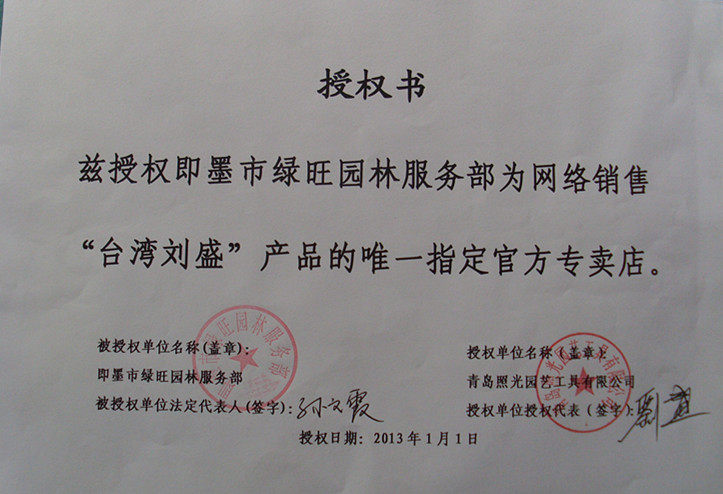 授权书
兹授权即墨市绿旺园林服务部为网络销售
“台湾刘盛”产品的唯一指定官方专卖店。
被授权单位名称(盖章):
即墨市绿旺园林服务部
被授权单位法定代表人(签字):孙文霞
授权单位名称（盖章）:
青岛照光园艺工具有限公司
授权单位授权代表（签字）:
授权日期: 2013年1月1日